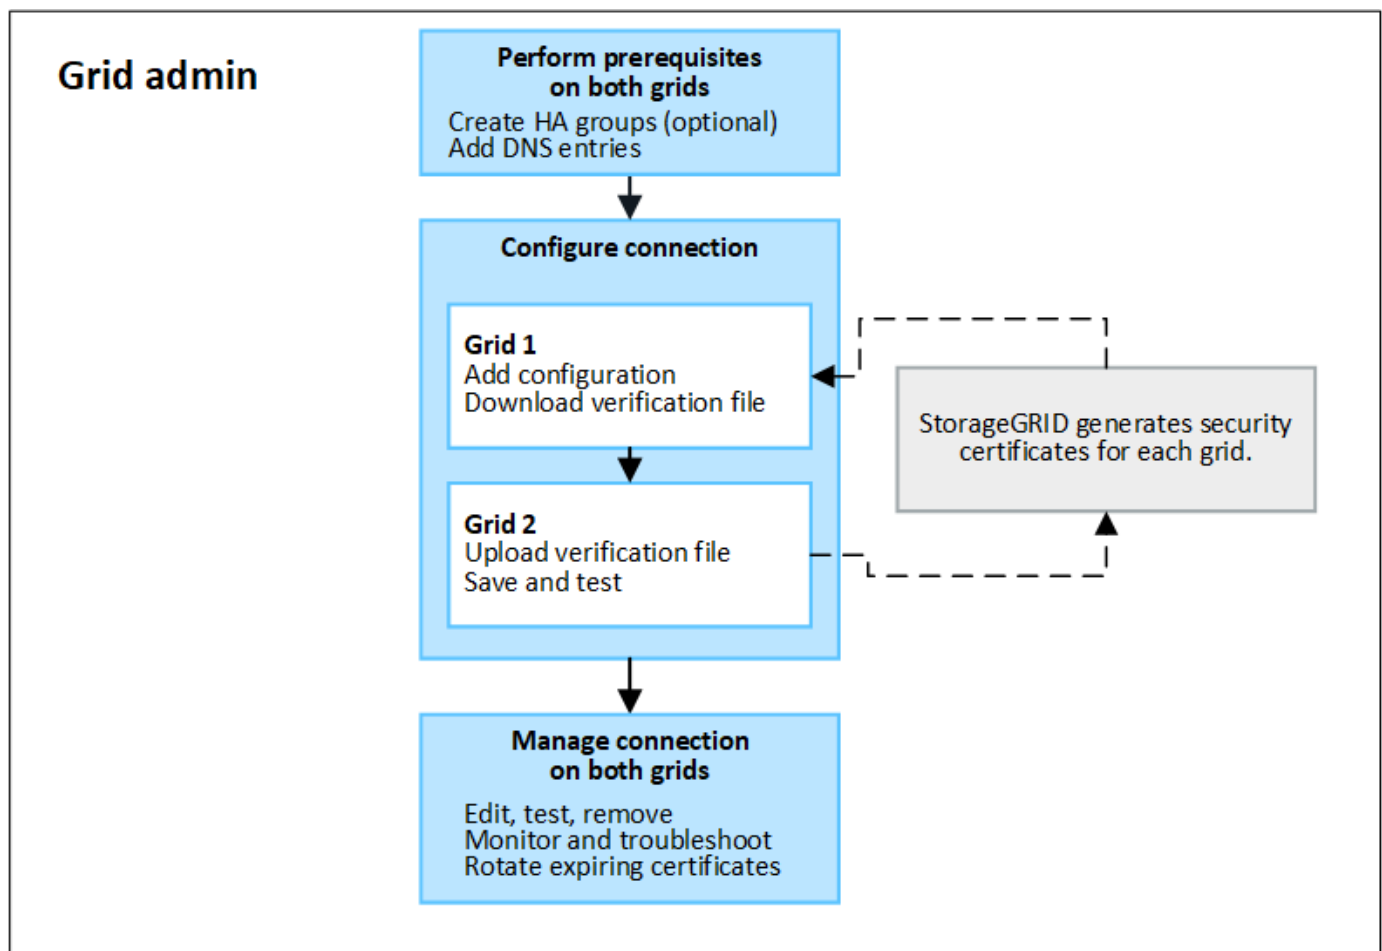 Grid admin
Perform prerequisites
on both grids
Create HA groups (optional)
Add DNS entries
Configure connection
Grid 1
Add configuration
Download verification file
StorageGRID generates security
certificates for each grid.
Grid 2
Upload verification file
Save and test
Manage connection
on both grids
Edit, test, remove
Monitor and troubleshoot
Rotate expiring certificates